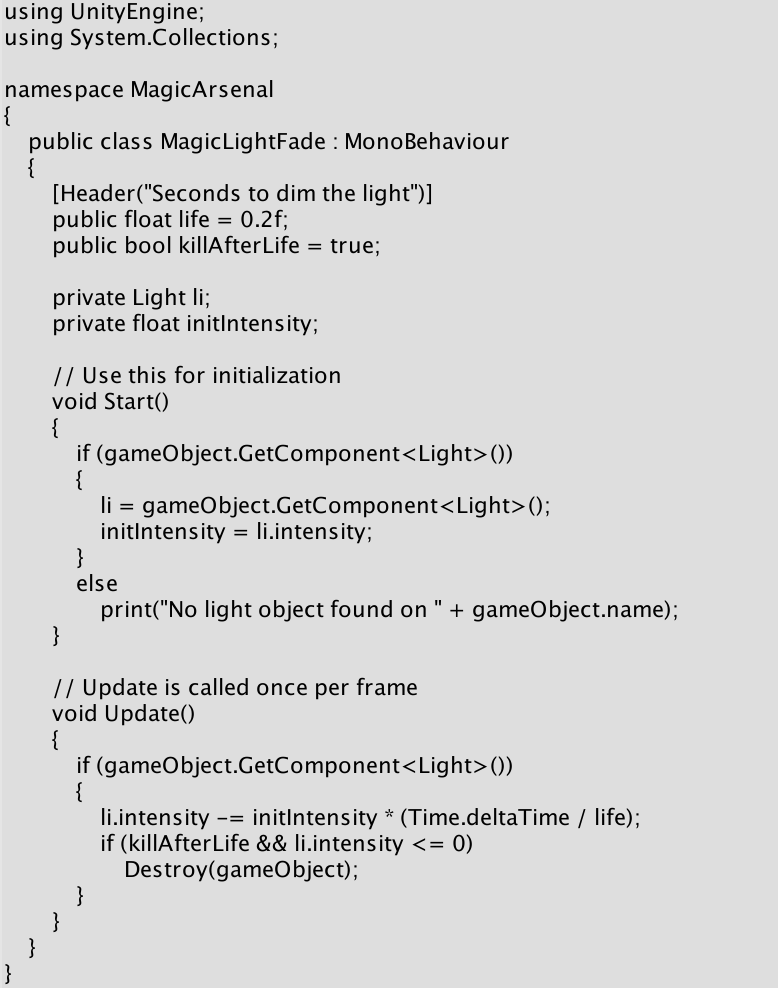 using UnityEngine;
using System.Collections;

namespace MagicArsenal
{
    public class MagicLightFade : MonoBehaviour
    {
        [Header("Seconds to dim the light")]
        public float life = 0.2f;
        public bool killAfterLife = true;

        private Light li;
        private float initIntensity;

        // Use this for initialization
        void Start()
        {
            if (gameObject.GetComponent<Light>())
            {
                li = gameObject.GetComponent<Light>();
                initIntensity = li.intensity;
            }
            else
                print("No light object found on " + gameObject.name);
        }

        // Update is called once per frame
        void Update()
        {
            if (gameObject.GetComponent<Light>())
            {
                li.intensity -= initIntensity * (Time.deltaTime / life);
                if (killAfterLife && li.intensity <= 0)
                    Destroy(gameObject);
            }
        }
    }
}